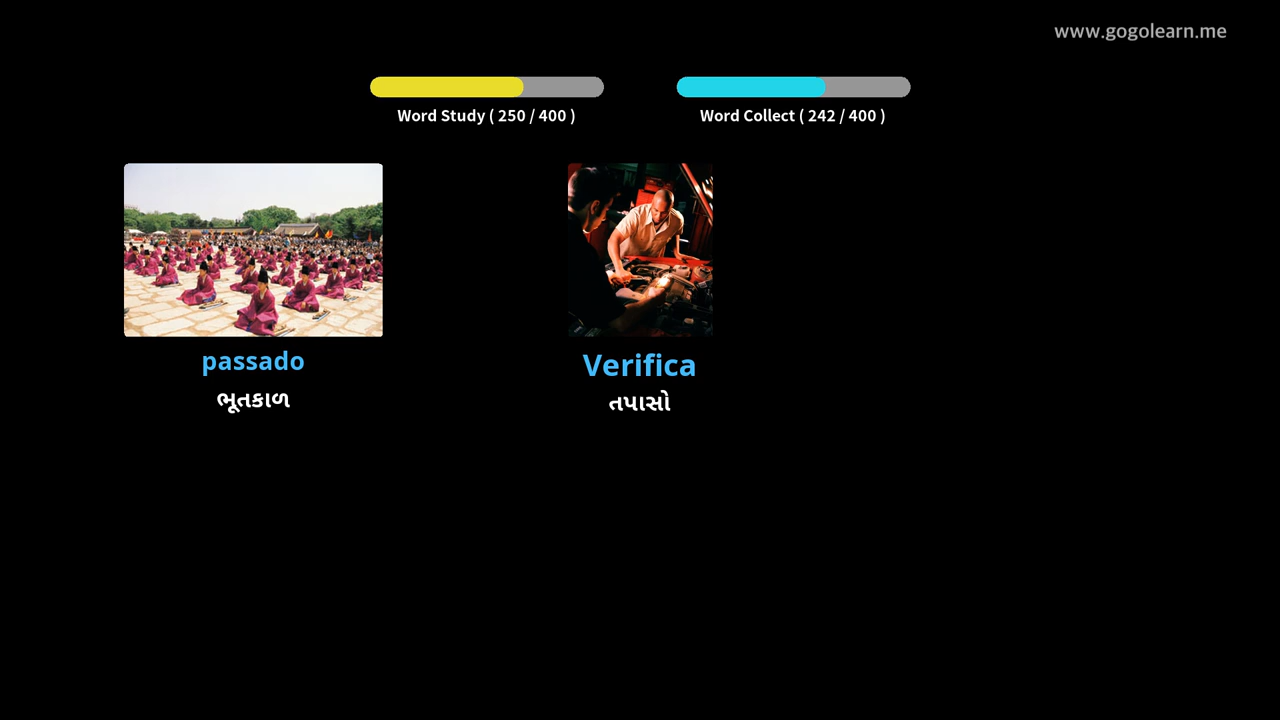 www.gogolearn.me
Word Study ( 250 / 400 )
Word Collect ( 242 / 400 )
passado
ભૂતકાળ
Verifica
તપાસો